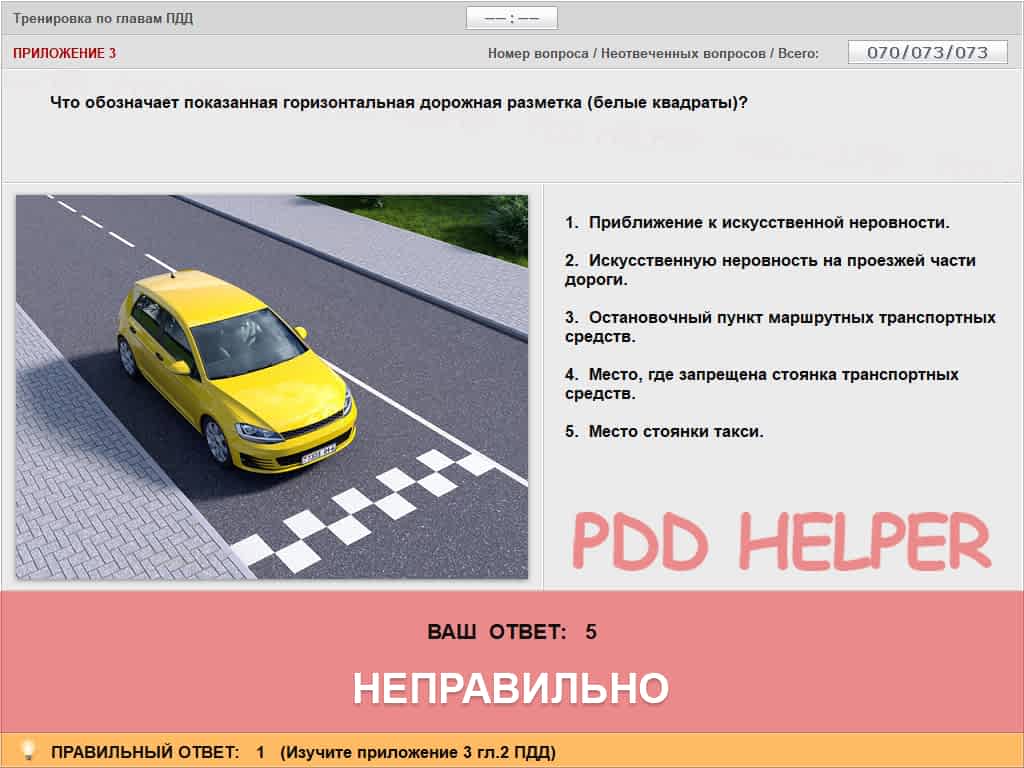 Тренировка по главам ПДД
—— : ——
ПРИЛОЖЕНИЕ 3
Номер вопроса / Неотвеченных вопросов / Всего:
070/073/073
Что обозначает показанная горизонтальная дорожная разметка (белые квадраты)?
1. Приближение к искусственной неровности.
2. Искусственную неровность на проезжей части
дороги.
3. Остановочный пункт маршрутных транспортных
средств.
4. Место, где запрещена стоянка транспортных
средств.
5. Место стоянки такси.
PDD HELPER
ВАШ ОТВЕТ: 5
НЕПРАВИЛЬНО
ПРАВИЛЬНЫЙ ОТВЕТ: 1 (Изучите приложение 3 гл.2 ПДД)